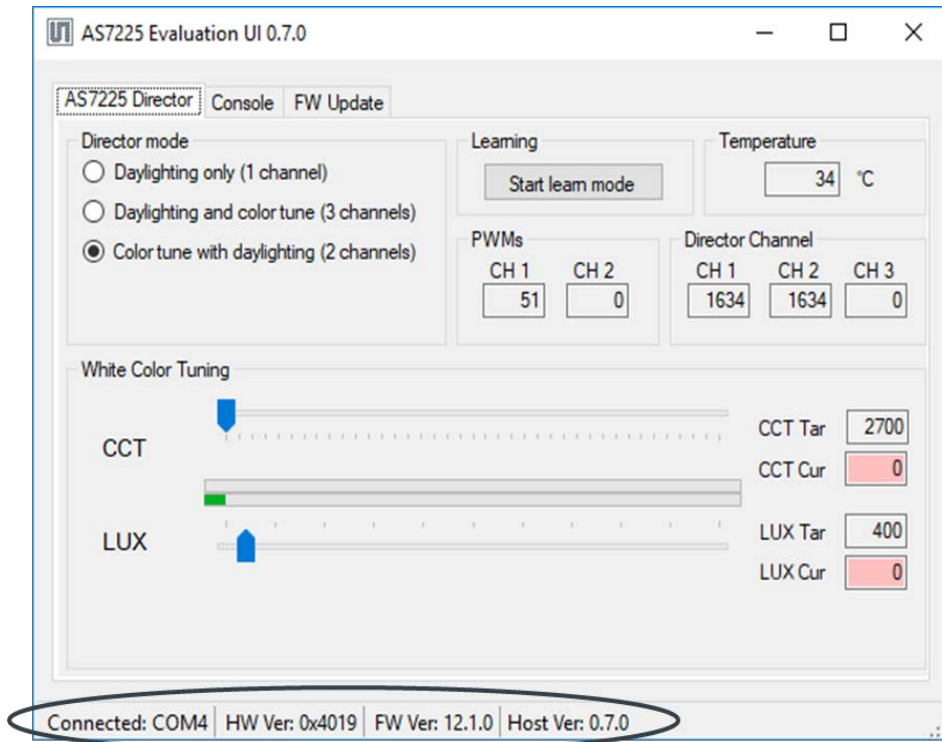 AS7225 Evaluation UI 0.7.0
AS7225 Director Console FW Update
Director mode
Daylighting only (1 channel)
Daylighting and color tune (3 channels)
Color tune with daylighting (2 channels)
Learning
Start learn mode
Temperature
34 °C
PWMs
CH 1 CH 2
51 0
Director Channel
CH 1 CH 2 CH 3
1634 1634 0
White Color Tuning
CCT
CCT Tar 2700
CCT Cur 0
LUX
LUX Tar 400
LUX Cur 0
Connected: COM4 HW Ver: 0x4019 FW Ver: 12.1.0 Host Ver: 0.7.0